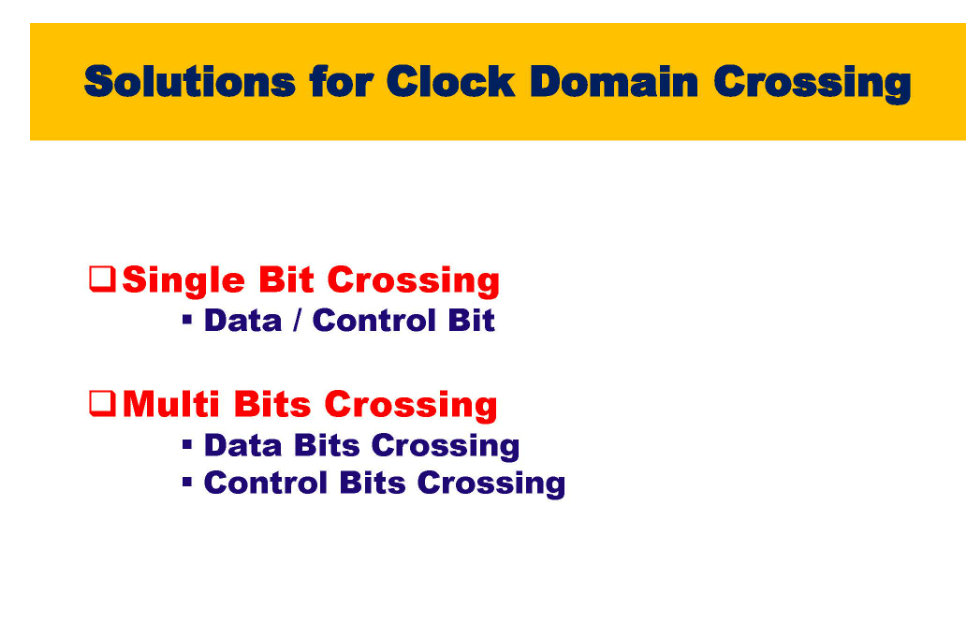 Solutions for Clock Domain Crossing
❑Single Bit Crossing
▪ Data / Control Bit
❑Multi Bits Crossing
▪ Data Bits Crossing
▪ Control Bits Crossing